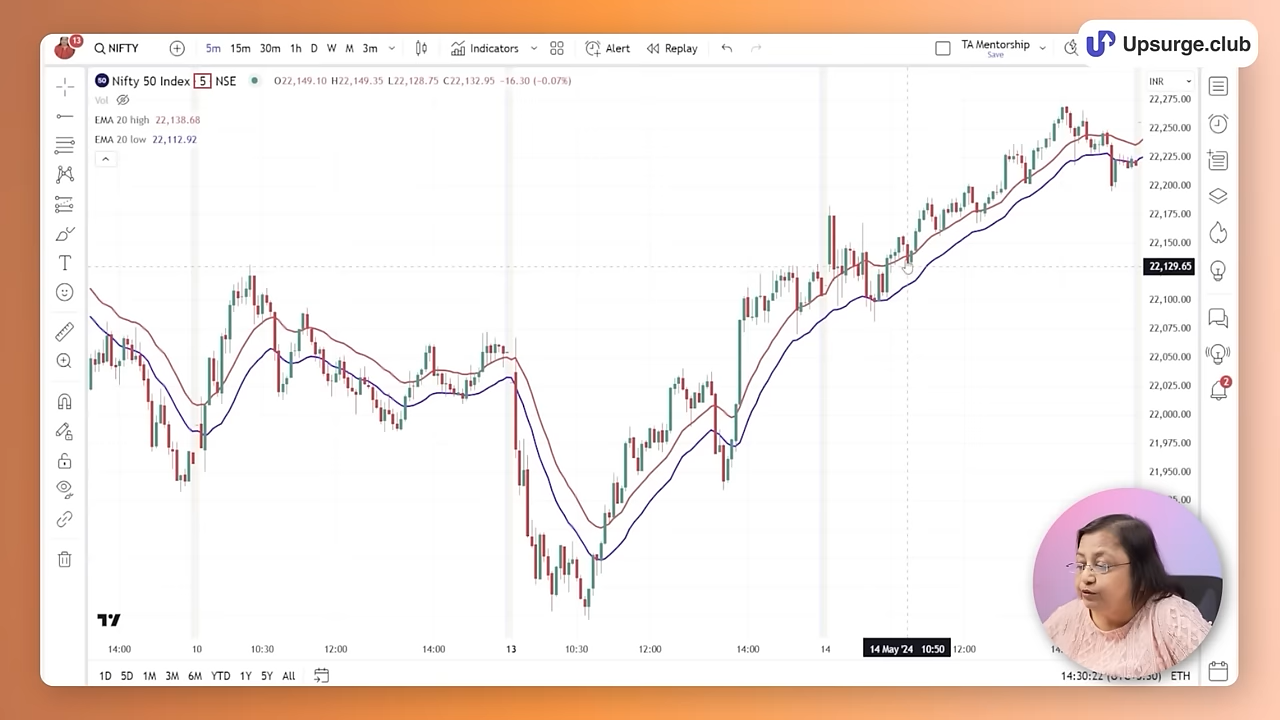 Upsurge.club
13
NIFTY
5m 15m 30m 1h D W M 3m
Indicators
Alert
Replay
TA Mentorship
Save
50 Nifty 50 Index 5 NSE
O22,149.10 H22,149.35 L22,128.75 C22,132.95 -16.30 (-0.07%)
Vol
EMA 20 high 22,138.68
EMA 20 low 22,112.92
INR
22,275.00
22,250.00
22,225.00
22,200.00
22,175.00
22,150.00
22,129.65
22,100.00
22,075.00
22,050.00
22,025.00
22,000.00
21,975.00
21,950.00
2
14:00 10 10:30 12:00 14:00 13 10:30 12:00 14:00 14 14 May '24 10:50 12:00
1D 5D 1M 3M 6M YTD 1Y 5Y All
14:30:22
ETH